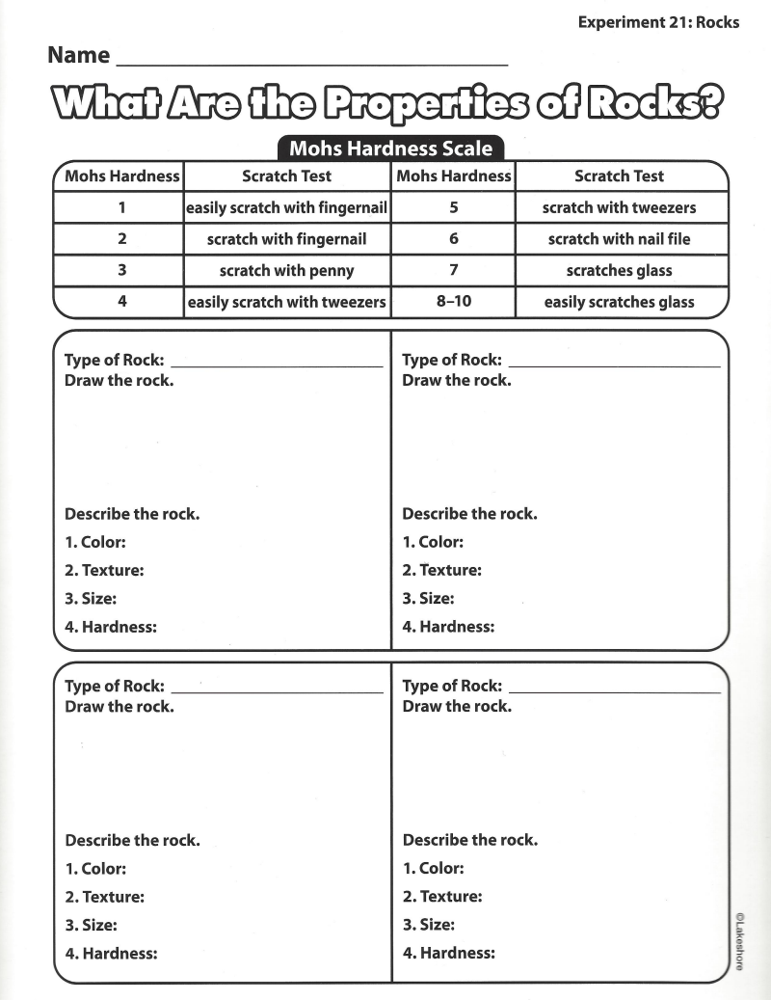 Experiment 21: Rocks
Name
What Are the Properties of Rocks?
Mohs Hardness Scale
Mohs Hardness Scratch Test Mohs Hardness Scratch Test
1 easily scratch with fingernail 5 scratch with tweezers
2 scratch with fingernail 6 scratch with nail file
3 scratch with penny 7 scratches glass
4 easily scratch with tweezers 8–10 easily scratches glass
Type of Rock:
Draw the rock.
Describe the rock.
1. Color:
2. Texture:
3. Size:
4. Hardness:
Type of Rock:
Draw the rock.
Describe the rock.
1. Color:
2. Texture:
3. Size:
4. Hardness:
Type of Rock:
Draw the rock.
Describe the rock.
1. Color:
2. Texture:
3. Size:
4. Hardness:
Type of Rock:
Draw the rock.
Describe the rock.
1. Color:
2. Texture:
3. Size:
4. Hardness:
©Lakeshore